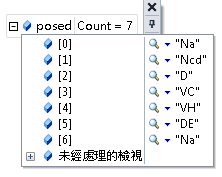 posed Count = 7
[0] "Na"
[1] "Ncd"
[2] "D"
[3] "VC"
[4] "VH"
[5] "DE"
[6] "Na"
未經處理的檢視